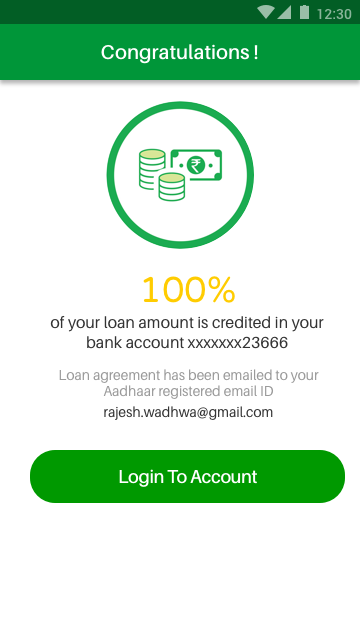 12:30
Congratulations !
₹
100%
of your loan amount is credited in your
bank account xxxxxxx23666
Loan agreement has been emailed to your
Aadhaar registered email ID
rajesh.wadhwa@gmail.com
Login To Account